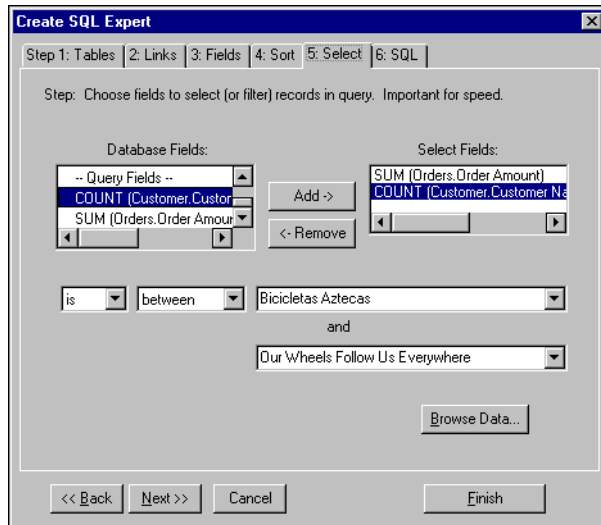 Create SQL Expert
Step 1: Tables 2: Links 3: Fields 4: Sort 5: Select 6: SQL
Step: Choose fields to select (or filter) records in query. Important for speed.
Database Fields:
-- Query Fields --
COUNT (Customer.Custor
SUM (Orders.Order Amour
Add ->
<- Remove
Select Fields:
SUM (Orders.Order Amount)
COUNT (Customer.Customer Na
is between Bicicletas Aztecas
and
Our Wheels Follow Us Everywhere
Browse Data...
<< Back Next >> Cancel Finish